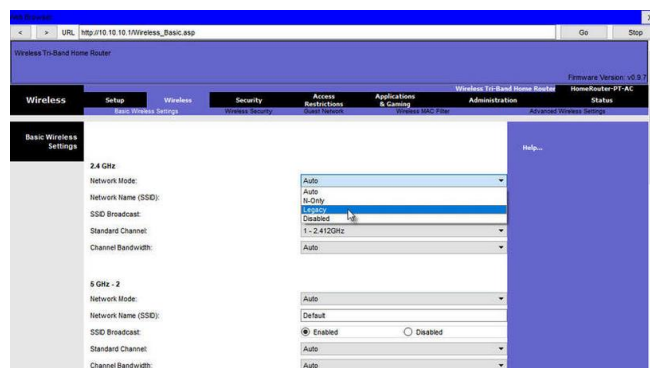 Web Browser
< > URL http://10.10.10.1/Wireless_Basic.asp Go Stop
Wireless Tri-Band Home Router
Firmware Version: v0.9.7
Wireless Tri-Band Home Router HomeRouter-PT-AC
Wireless Setup Wireless Security Access Restrictions Applications & Gaming Administration Status
Basic Wireless Settings Wireless Security Guest Network Wireless MAC Filter Advanced Wireless Settings
Basic Wireless
Settings
Help...
2.4 GHz
Network Mode: Auto
Auto
Network Name (SSID): N-Only
Legacy
SSID Broadcast: Disabled
Standard Channel: 1 - 2.412GHz
Channel Bandwidth: Auto
5 GHz - 2
Network Mode: Auto
Network Name (SSID): Default
SSID Broadcast: Enabled Disabled
Standard Channel: Auto
Channel Bandwidth: Auto